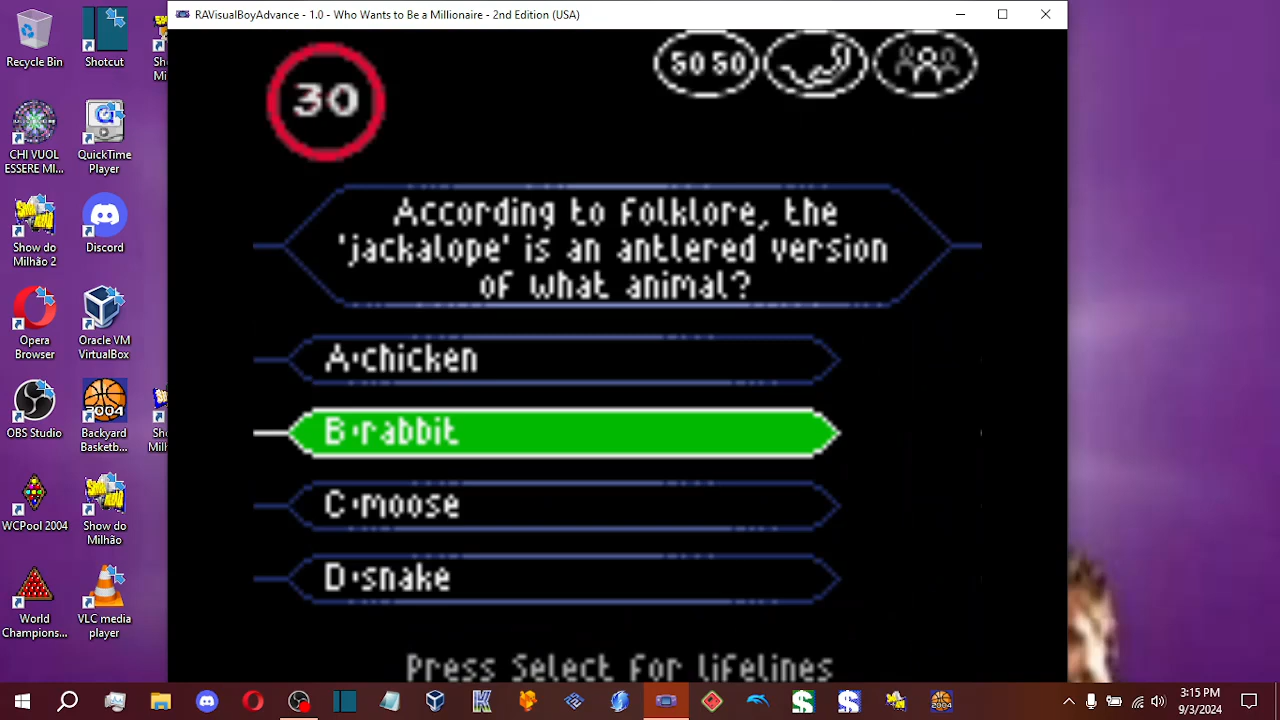 RAVisualBoyAdvance - 1.0 - Who Wants to Be a Millionaire - 2nd Edition (USA)
Recycle Bin
Shotcut
CHI VUOL
ESSERE MI...
QuickTime
Player
Show do
Milhão 2
Discord
Opera
Browser
Oracle VM
VirtualBox
OBS Studio
Backyard
Basketb...
WCPool 2004
Show do
Milhão
World
Champions...
VLC media
player
30
50 50
According to folklore, the
'jackalope' is an antlered version
of what animal?
A·chicken
B·rabbit
C·moose
D·snake
Press Select for lifelines
3:15 PM
9/3/2024